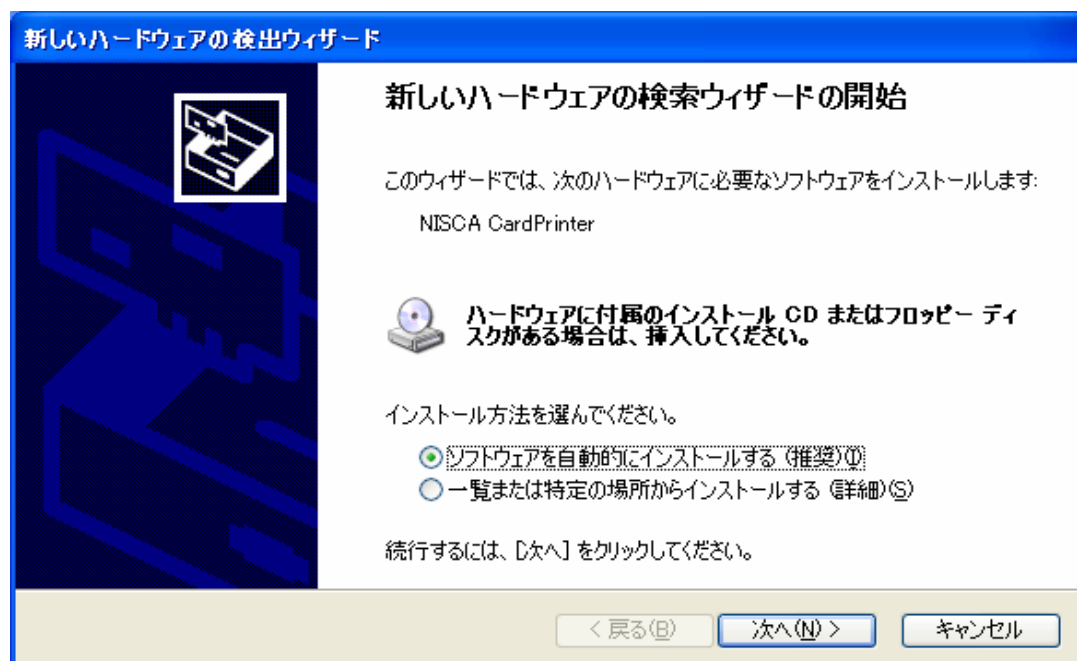 新しいハードウェアの検出ウィザード
新しいハードウェアの検索ウィザードの開始
このウィザードでは、次のハードウェアに必要なソフトウェアをインストールします:
NISCA CardPrinter
ハードウェアに付属のインストール CD またはフロッピー ディ
スクがある場合は、挿入してください。
インストール方法を選んでください。
ソフトウェアを自動的にインストールする (推奨)(I)
一覧または特定の場所からインストールする (詳細)(S)
続行するには、[次へ] をクリックしてください。
< 戻る(B)
次へ(N) >
キャンセル